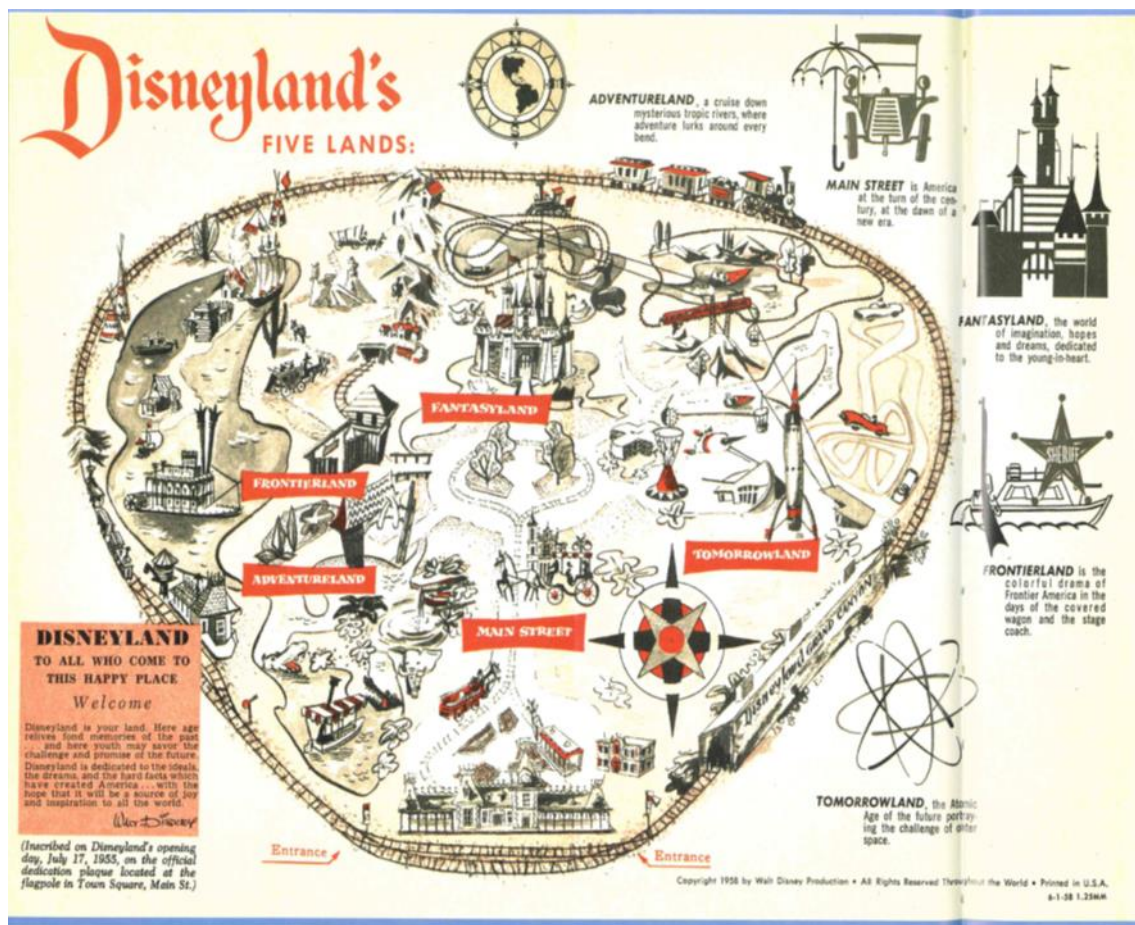 Disneyland's
FIVE LANDS:
ADVENTURELAND, a cruise down
mysterious tropic rivers, where
adventure lurks around every
bend.
MAIN STREET is America
at the turn of the cen-
tury, at the dawn of a
new era.
FANTASYLAND, the world
of imagination, hopes
and dreams, dedicated
to the young-in-heart.
SHERIFF
FRONTIERLAND is the
colorful drama of
Frontier America in the
days of the covered
wagon and the stage
coach.
TOMORROWLAND, the Atomic
Age of the future portray-
ing the challenge of outer
space.
FANTASYLAND
FRONTIERLAND
ADVENTURELAND
TOMORROWLAND
MAIN STREET
Disneyland GRAND CANYON
DISNEYLAND
TO ALL WHO COME TO
THIS HAPPY PLACE
Welcome
Disneyland is your land. Here age
relives fond memories of the past
... and here youth may savor the
challenge and promise of the future.
Disneyland is dedicated to the ideals,
the dreams, and the hard facts which
have created America ... with the
hope that it will be a source of joy
and inspiration to all the world.
Walt Disney
(Inscribed on Disneyland's opening
day, July 17, 1955, on the official
dedication plaque located at the
flagpole in Town Square, Main St.)
Entrance
Entrance
Copyright 1958 by Walt Disney Production • All Rights Reserved Throughout the World • Printed in U.S.A.
6-1-58 1.25MM